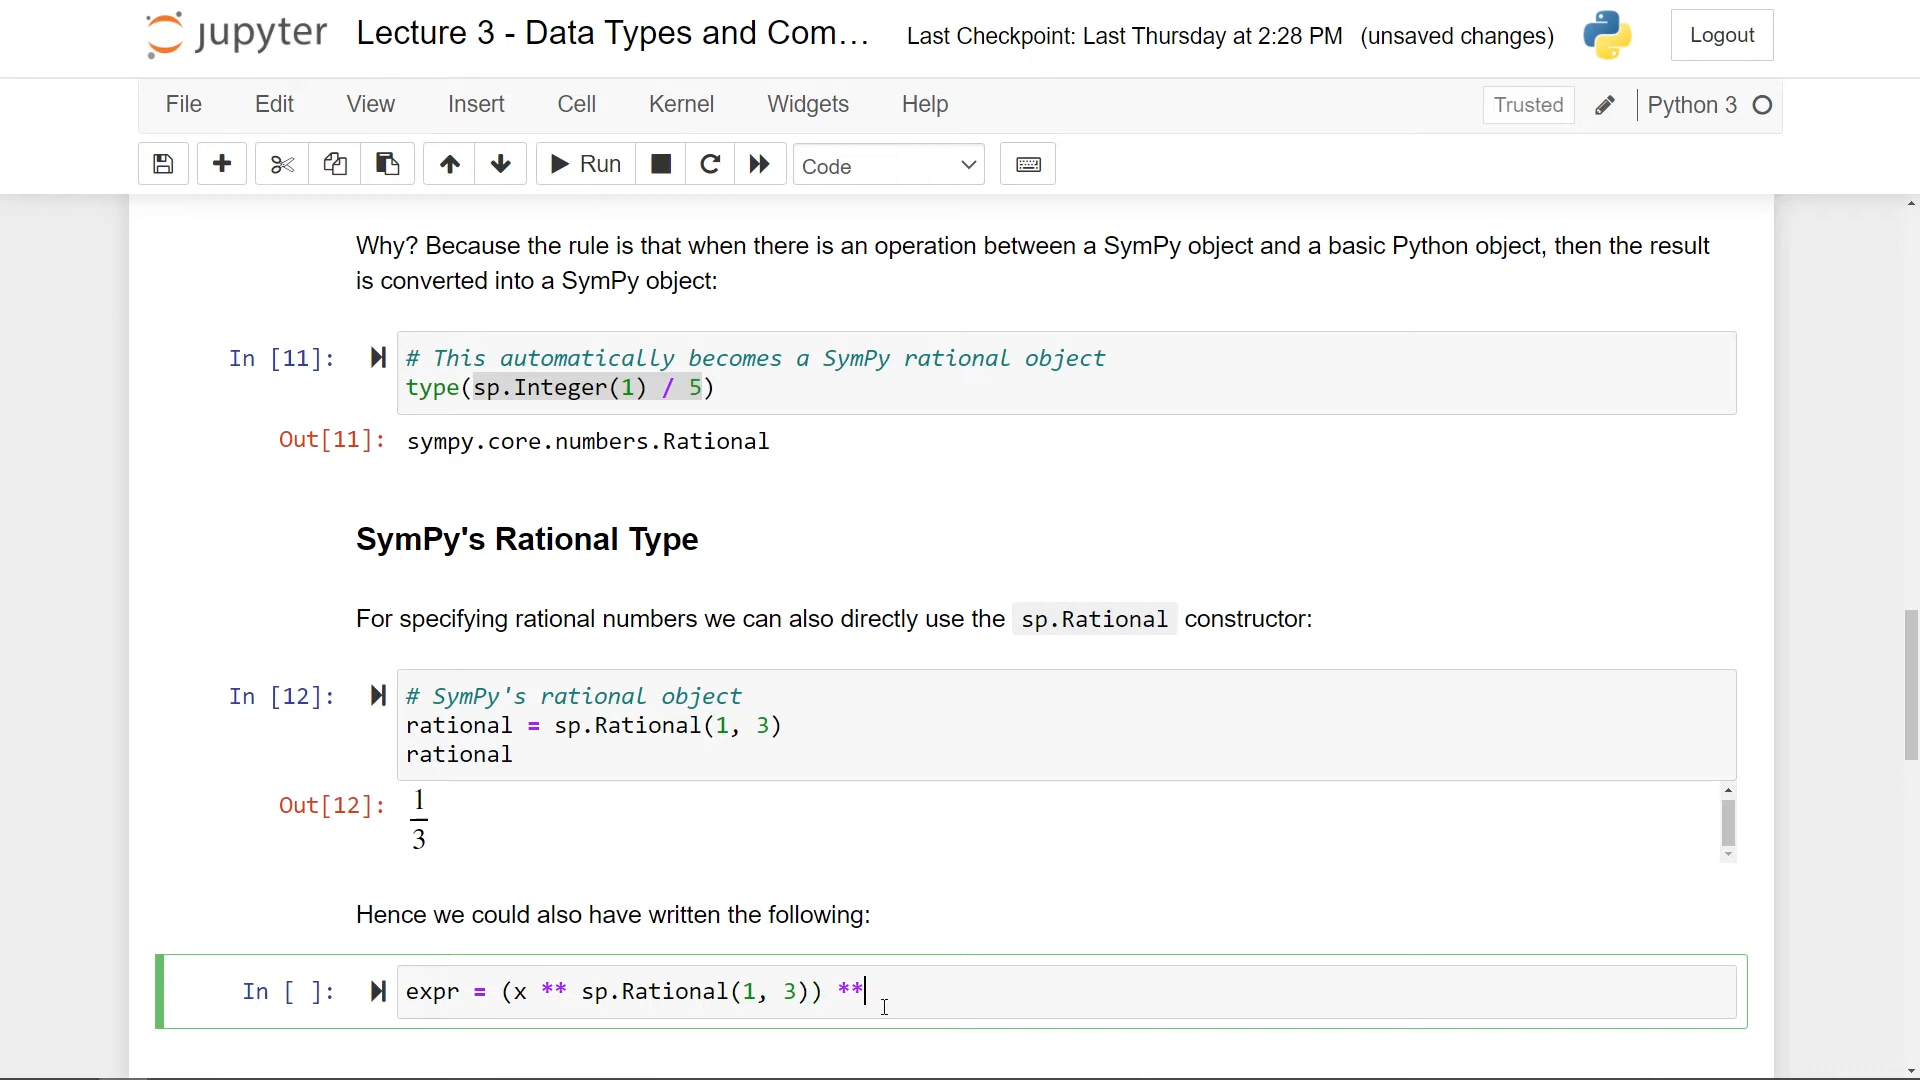 jupyter Lecture 3 - Data Types and Com... Last Checkpoint: Last Thursday at 2:28 PM (unsaved changes) Logout
File Edit View Insert Cell Kernel Widgets Help Trusted Python 3
Run Code
Why? Because the rule is that when there is an operation between a SymPy object and a basic Python object, then the result
is converted into a SymPy object:
In [11]: # This automatically becomes a SymPy rational object
type(sp.Integer(1) / 5)
Out[11]: sympy.core.numbers.Rational
SymPy's Rational Type
For specifying rational numbers we can also directly use the sp.Rational constructor:
In [12]: # SymPy's rational object
rational = sp.Rational(1, 3)
rational
Out[12]: 1
3
Hence we could also have written the following:
In [ ]: expr = (x ** sp.Rational(1, 3)) **